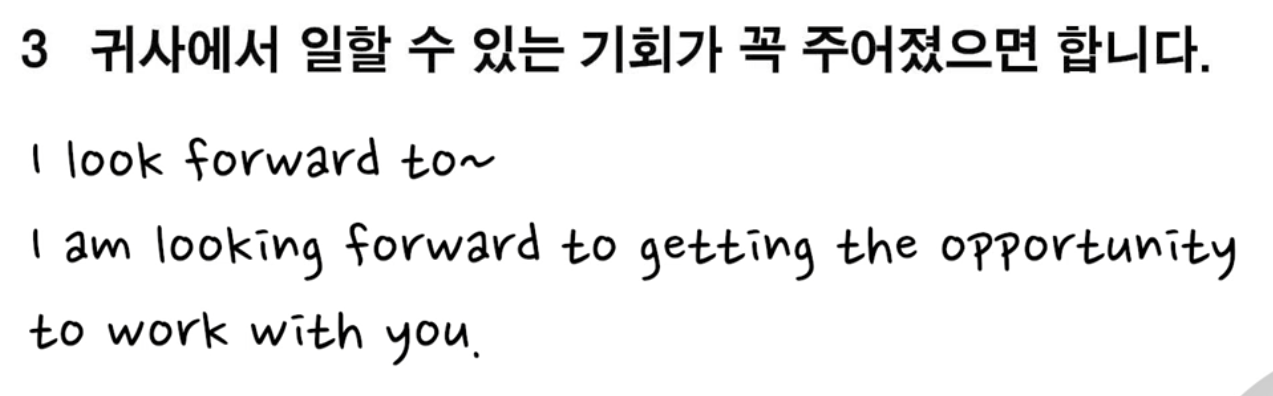 3 귀사에서 일할 수 있는 기회가 꼭 주어졌으면 합니다.
I look forward to~
I am looking forward to getting the opportunity
to work with you.